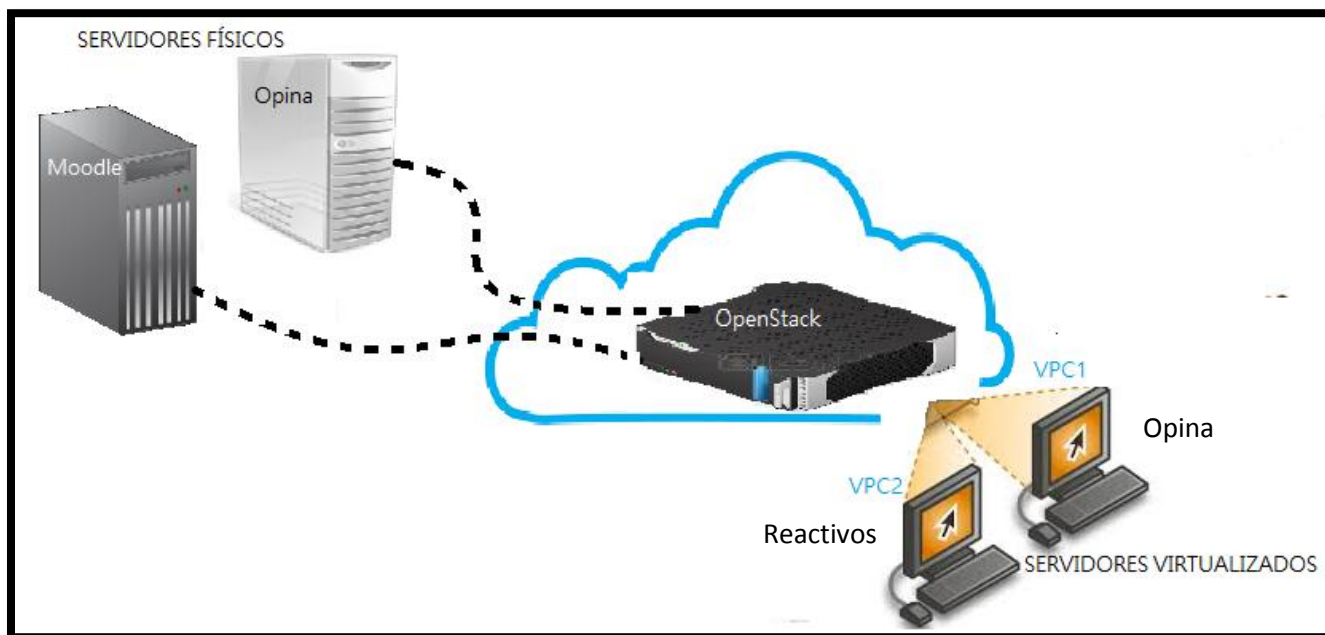 SERVIDORES FÍSICOS
Opina
Moodle
OpenStack
VPC1
Opina
VPC2
Reactivos
SERVIDORES VIRTUALIZADOS